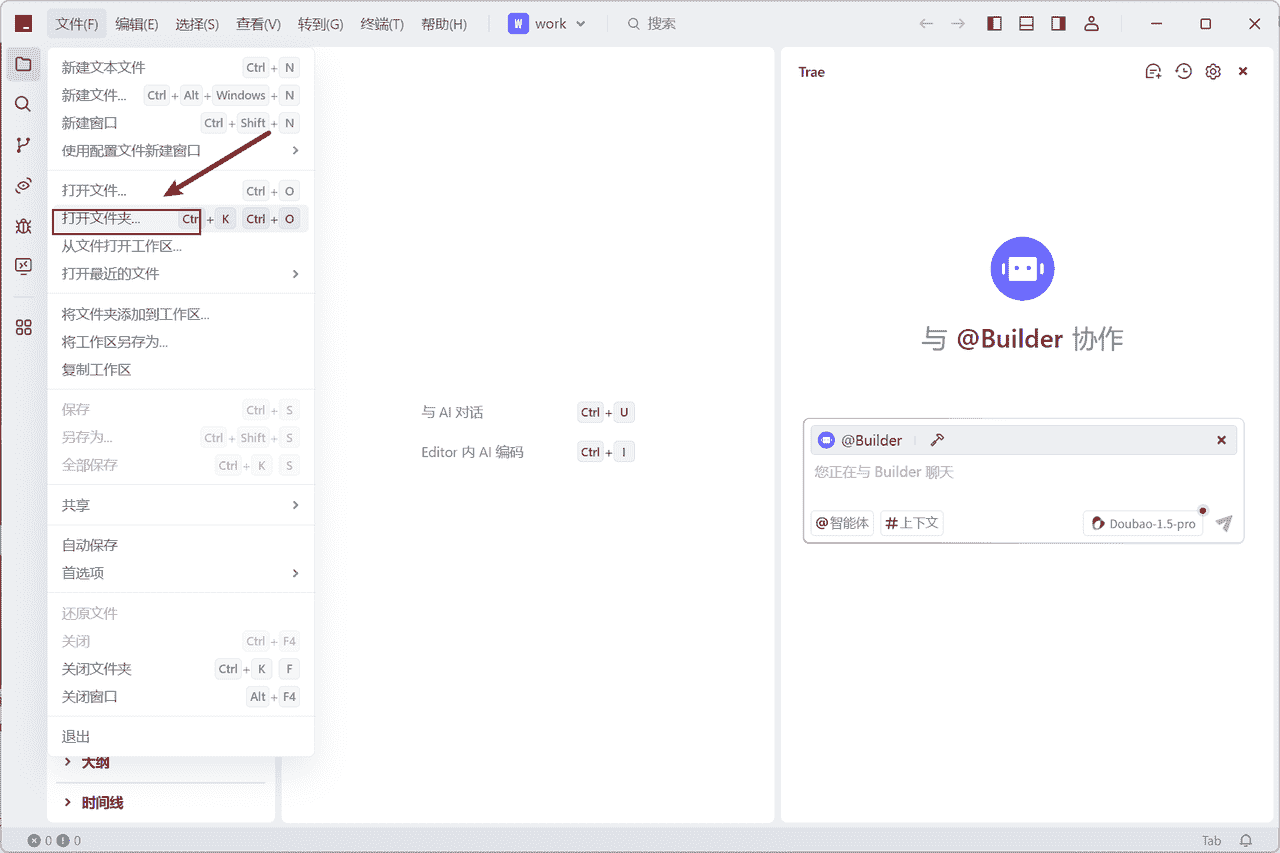 文件(F) 编辑(E) 选择(S) 查看(V) 转到(G) 终端(T) 帮助(H) W work 搜索
新建文本文件 Ctrl + N
新建文件... Ctrl + Alt + Windows + N
新建窗口 Ctrl + Shift + N
使用配置文件新建窗口
打开文件... Ctrl + O
打开文件夹... Ctrl + K Ctrl + O
从文件打开工作区...
打开最近的文件
将文件夹添加到工作区...
将工作区另存为...
复制工作区
保存 Ctrl + S
另存为... Ctrl + Shift + S
全部保存 Ctrl + K S
共享
自动保存
首选项
还原文件
关闭 Ctrl + F4
关闭文件夹 Ctrl + K F
关闭窗口 Alt + F4
退出
大纲
时间线
与 AI 对话 Ctrl + U
Editor 内 AI 编码 Ctrl + I
Trae
与 @Builder 协作
@Builder
您正在与 Builder 聊天
@智能体 #上下文 Doubao-1.5-pro
0 0 Tab